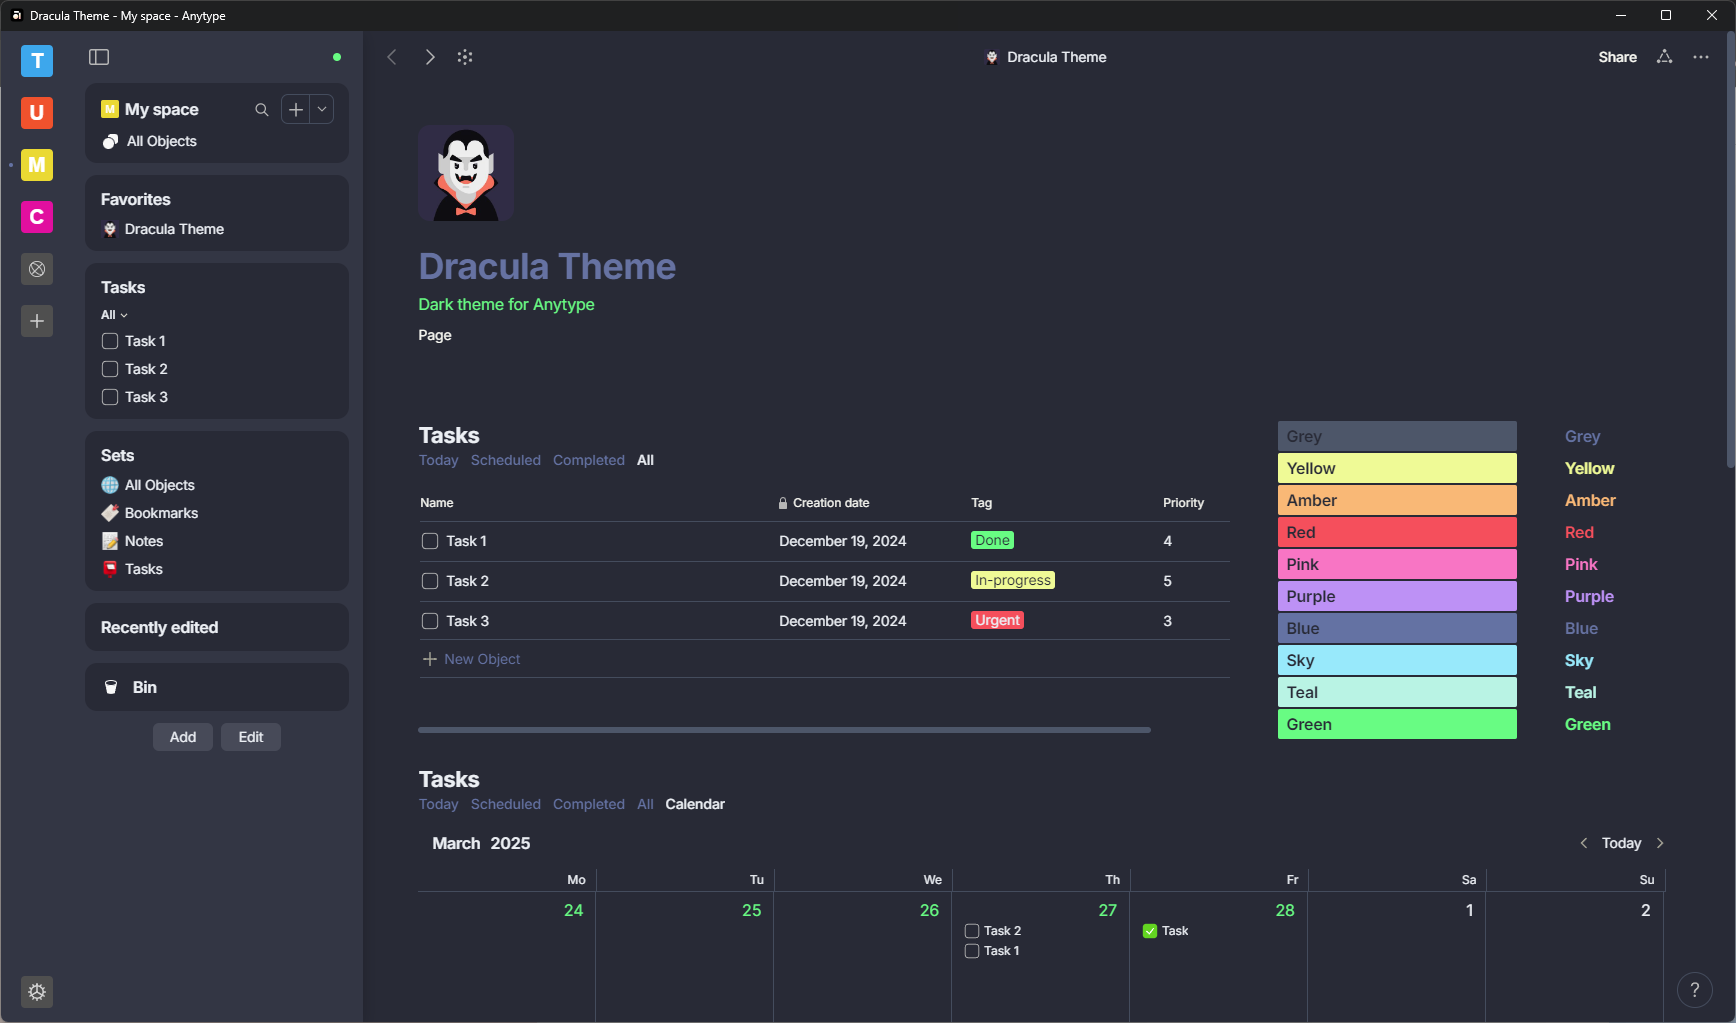 Dracula Theme - My space - Anytype
T
U
M
C
M My space
All Objects
Favorites
Dracula Theme
Tasks
All
Task 1
Task 2
Task 3
Sets
All Objects
Bookmarks
Notes
Tasks
Recently edited
Bin
Add Edit
Dracula Theme
Share
Dracula Theme
Dark theme for Anytype
Page
Tasks
Today Scheduled Completed All
Name Creation date Tag Priority
Task 1 December 19, 2024 Done 4
Task 2 December 19, 2024 In-progress 5
Task 3 December 19, 2024 Urgent 3
New Object
Grey Grey
Yellow Yellow
Amber Amber
Red Red
Pink Pink
Purple Purple
Blue Blue
Sky Sky
Teal Teal
Green Green
Tasks
Today Scheduled Completed All Calendar
March 2025
Today
Mo Tu We Th Fr Sa Su
24 25 26 27 28 1 2
Task 2 Task
Task 1
?